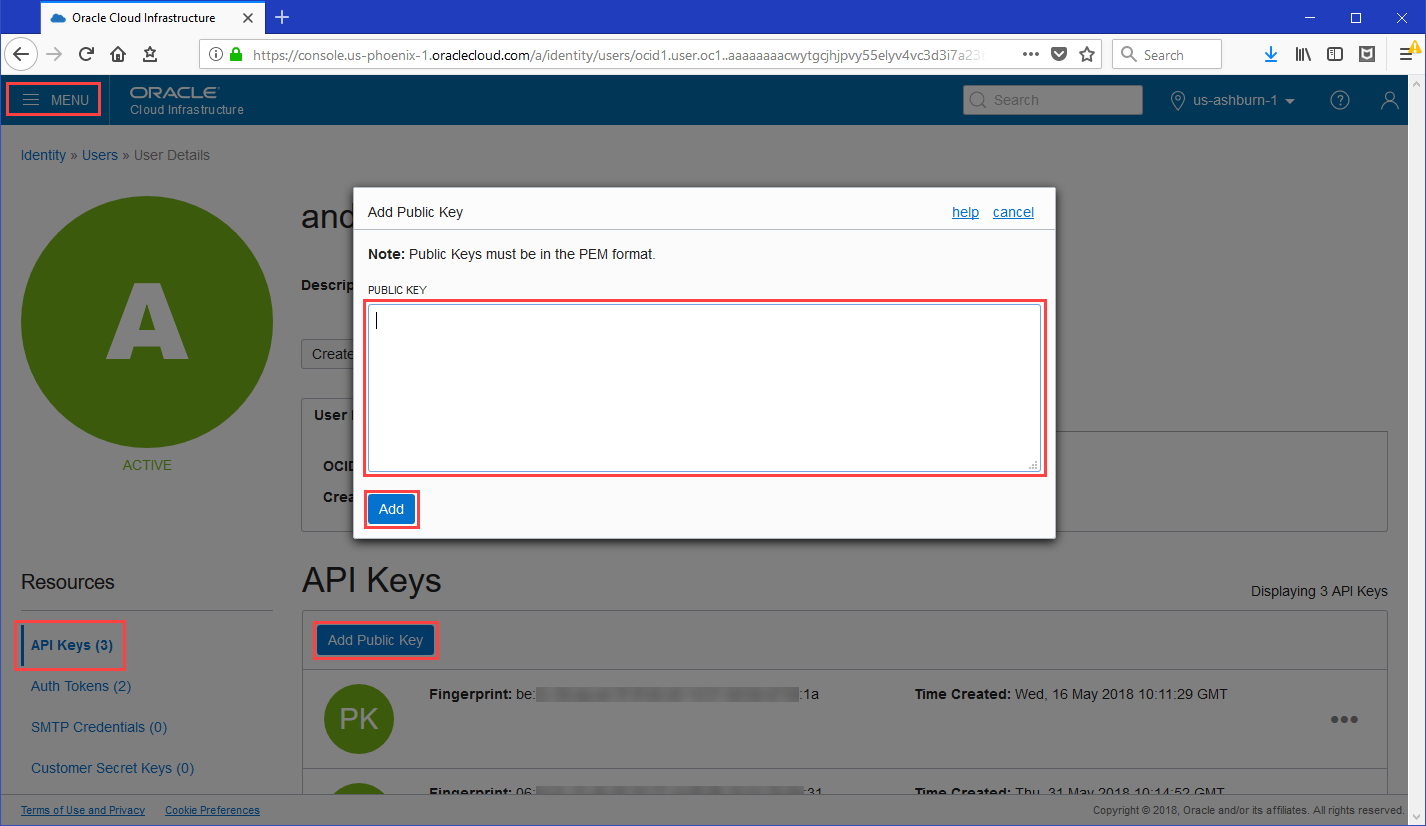 Oracle Cloud Infrastructure
https://console.us-phoenix-1.oraclecloud.com/a/identity/users/ocid1.user.oc1..aaaaaaaacwytgcjhjpvy55elyv4vc3d3i7a23
Search
MENU
ORACLE
Cloud Infrastructure
Search
us-ashburn-1
Identity » Users » User Details
A
ACTIVE
and
Descrip
Create
User
OCID
Crea
Add Public Key
help
cancel
Note: Public Keys must be in the PEM format.
PUBLIC KEY
Add
Resources
API Keys (3)
Auth Tokens (2)
SMTP Credentials (0)
Customer Secret Keys (0)
API Keys
Displaying 3 API Keys
Add Public Key
PK
Fingerprint: be: :1a
Time Created: Wed, 16 May 2018 10:11:29 GMT
Fingerprint: 06: :31
Time Created: Thu, 31 May 2018 10:14:52 GMT
Terms of Use and Privacy
Cookie Preferences
Copyright © 2018, Oracle and/or its affiliates. All rights reserved.